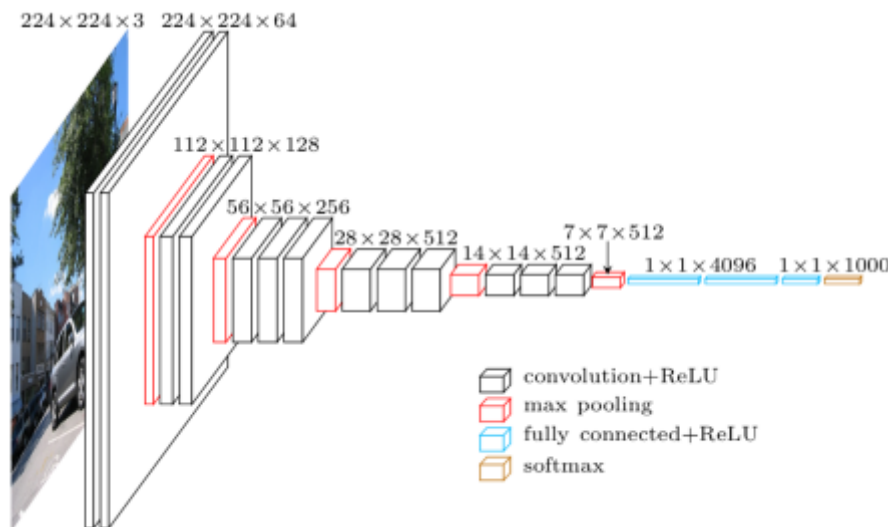 224×224×3 224×224×64
112×112×128
56×56×256
28×28×512
14×14×512
7×7×512
1×1×4096 1×1×1000
convolution+ReLU
max pooling
fully connected+ReLU
softmax